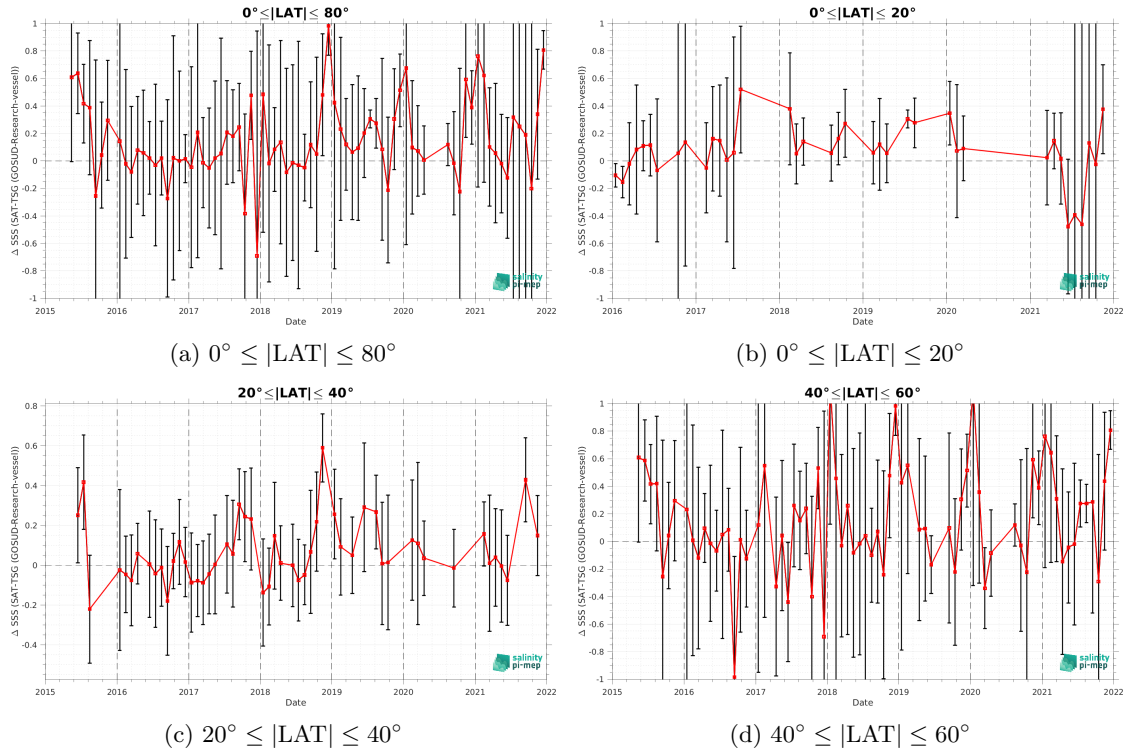 0°≤|LAT|≤ 80°
Δ SSS (SAT-TSG (GOSUD-Research-vessel))
1
0.8
0.6
0.4
0.2
0
-0.2
-0.4
-0.6
-0.8
-1
2015 2016 2017 2018 2019 2020 2021 2022
Date
salinity
pi-mep
(a) 0° ≤ |LAT| ≤ 80°
0°≤|LAT|≤ 20°
Δ SSS (SAT-TSG (GOSUD-Research-vessel))
1
0.8
0.6
0.4
0.2
0
-0.2
-0.4
-0.6
-0.8
-1
2016 2017 2018 2019 2020 2021 2022
Date
salinity
pi-mep
(b) 0° ≤ |LAT| ≤ 20°
20°≤|LAT|≤ 40°
Δ SSS (SAT-TSG (GOSUD-Research-vessel))
0.8
0.6
0.4
0.2
0
-0.2
-0.4
2015 2016 2017 2018 2019 2020 2021 2022
Date
salinity
pi-mep
(c) 20° ≤ |LAT| ≤ 40°
40°≤|LAT|≤ 60°
Δ SSS (SAT-TSG (GOSUD-Research-vessel))
1
0.8
0.6
0.4
0.2
0
-0.2
-0.4
-0.6
-0.8
-1
2015 2016 2017 2018 2019 2020 2021 2022
Date
salinity
pi-mep
(d) 40° ≤ |LAT| ≤ 60°